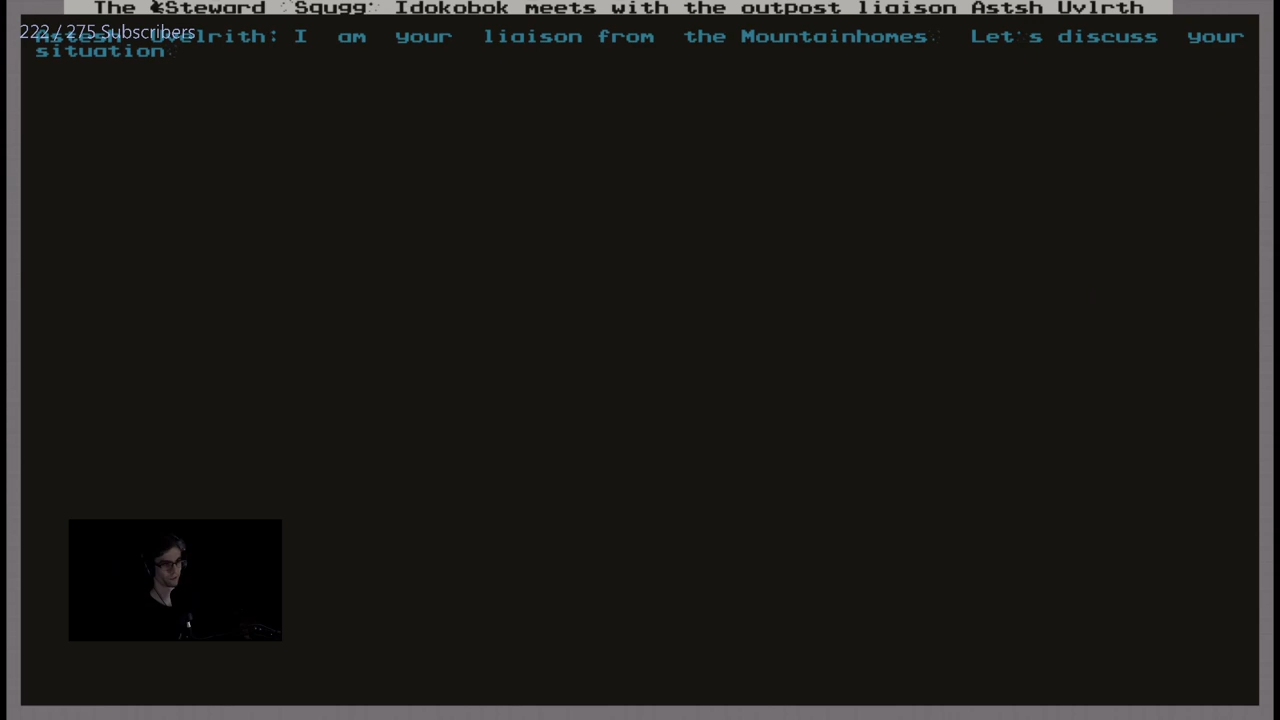 The Steward `Squgg' Idokobok meets with the outpost liaison Astsh Uvlrth
222 / 275 Subscribers
I am your liaison from the Mountainhomes. Let's discuss your
situation.